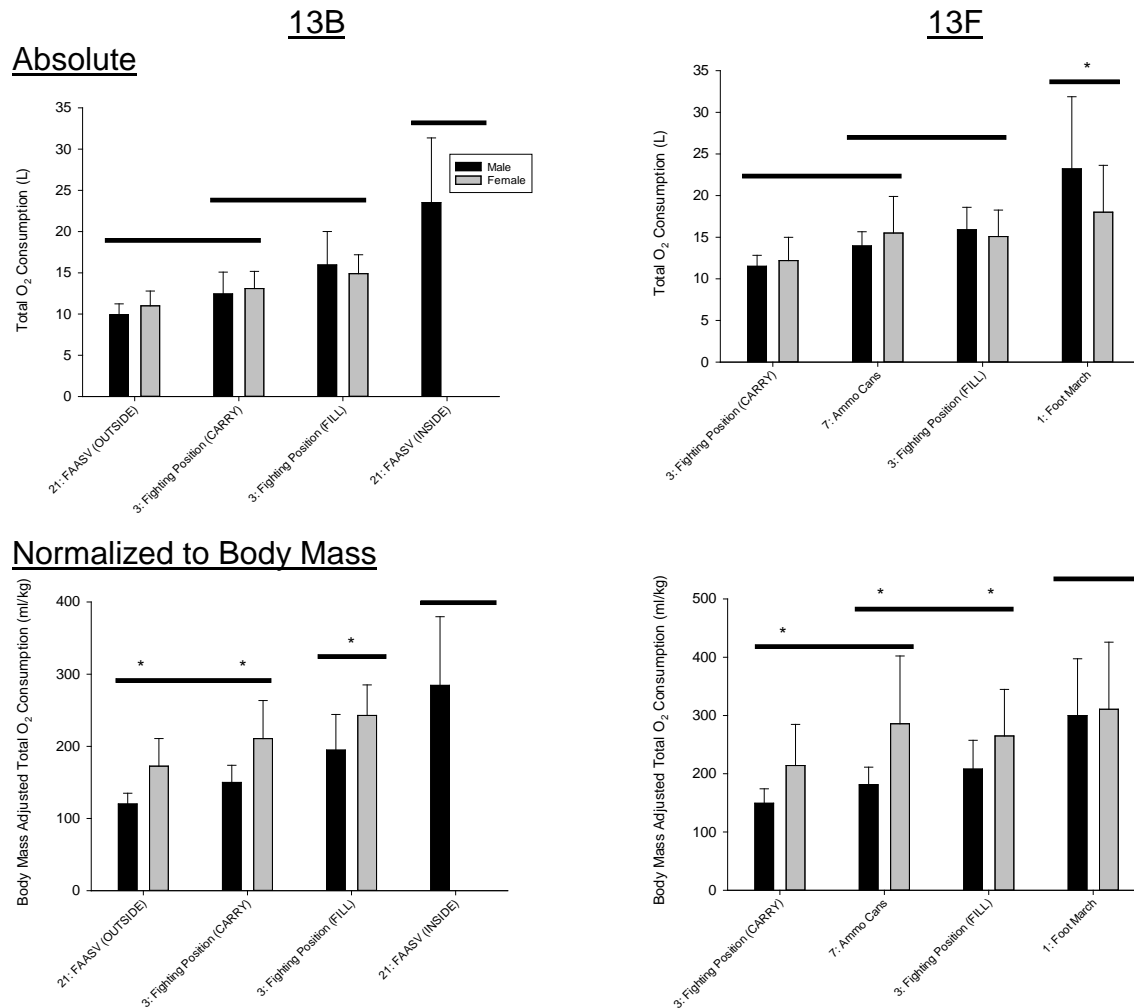 13B
13F
Absolute
Total O2 Consumption (L)
35
30
25
20
15
10
5
0
Male
Female
21: FAASV (OUTSIDE)
3: Fighting Position (CARRY)
3: Fighting Position (FILL)
21: FAASV (INSIDE)
*
Total O2 Consumption (L)
35
30
25
20
15
10
5
0
3: Fighting Position (CARRY)
7: Ammo Cans
3: Fighting Position (FILL)
1: Foot March
Normalized to Body Mass
Body Mass Adjusted Total O2 Consumption (ml/kg)
400
300
200
100
0
* * *
21: FAASV (OUTSIDE)
3: Fighting Position (CARRY)
3: Fighting Position (FILL)
21: FAASV (INSIDE)
Body Mass Adjusted Total O2 Consumption (ml/kg)
500
400
300
200
100
0
* * *
3: Fighting Position (CARRY)
7: Ammo Cans
3: Fighting Position (FILL)
1: Foot March